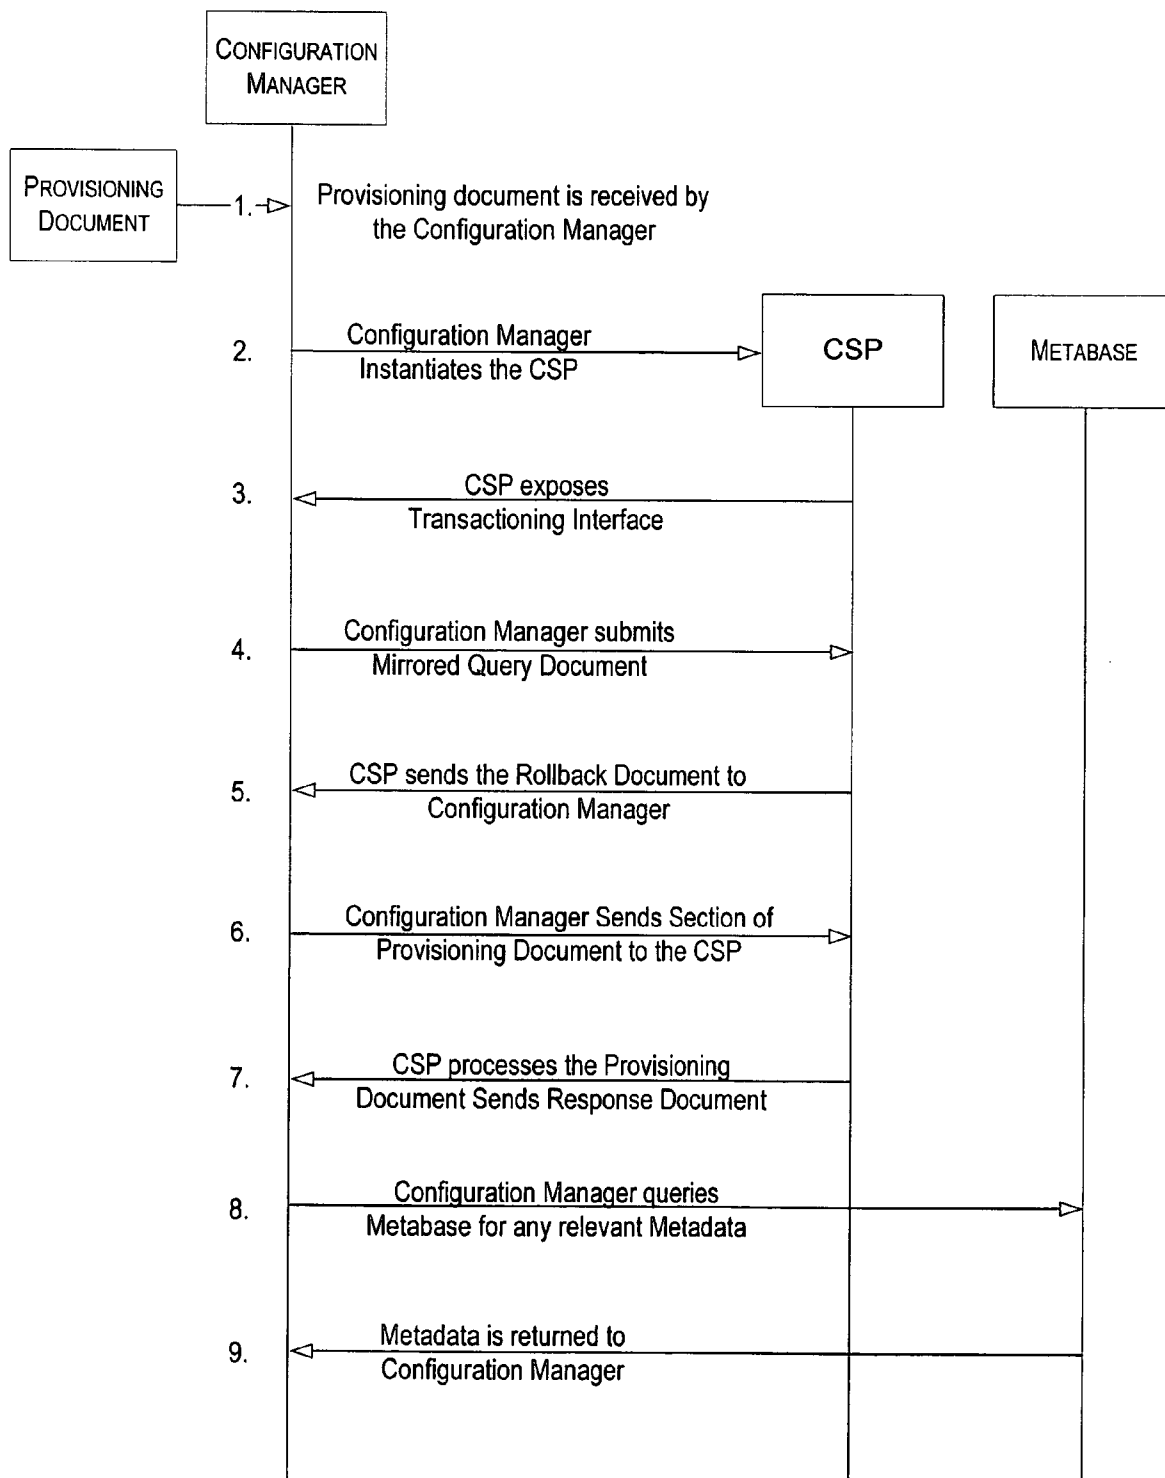 CONFIGURATION
MANAGER
PROVISIONING
DOCUMENT
1.
Provisioning document is received by
the Configuration Manager
2.
Configuration Manager
Instantiates the CSP
CSP
METABASE
3.
CSP exposes
Transactioning Interface
4.
Configuration Manager submits
Mirrored Query Document
5.
CSP sends the Rollback Document to
Configuration Manager
6.
Configuration Manager Sends Section of
Provisioning Document to the CSP
7.
CSP processes the Provisioning
Document Sends Response Document
8.
Configuration Manager queries
Metabase for any relevant Metadata
9.
Metadata is returned to
Configuration Manager